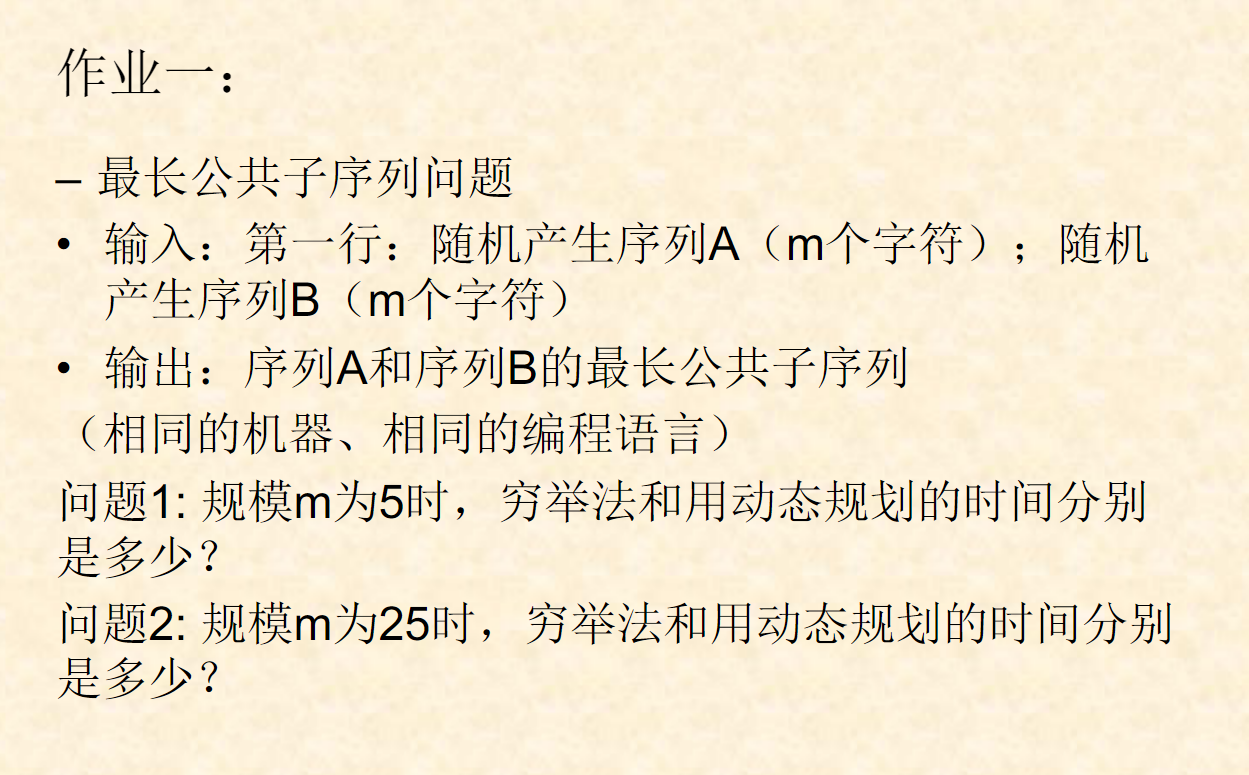 作业一：
– 最长公共子序列问题
• 输入：第一行：随机产生序列A（m个字符）；随机
产生序列B（m个字符）
• 输出：序列A和序列B的最长公共子序列
（相同的机器、相同的编程语言）
问题1: 规模m为5时，穷举法和用动态规划的时间分别
是多少？
问题2: 规模m为25时，穷举法和用动态规划的时间分别
是多少？